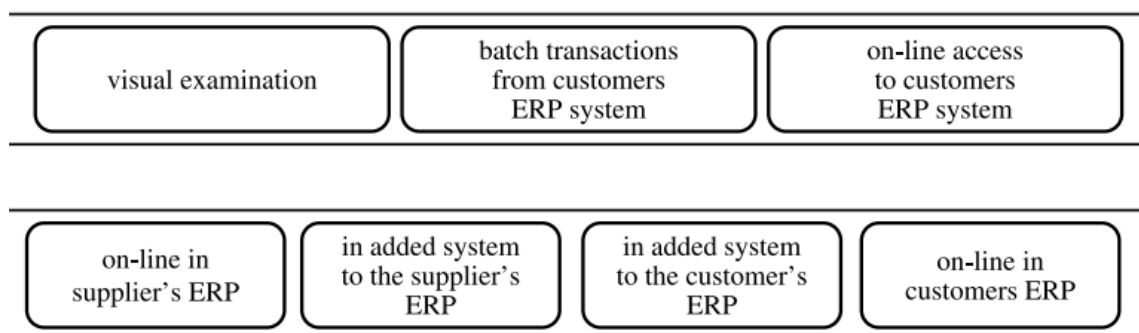 visual examination
batch transactions
from customers
ERP system
on-line access
to customers
ERP system
on-line in
supplier's ERP
in added system
to the supplier's
ERP
in added system
to the customer's
ERP
on-line in
customers ERP